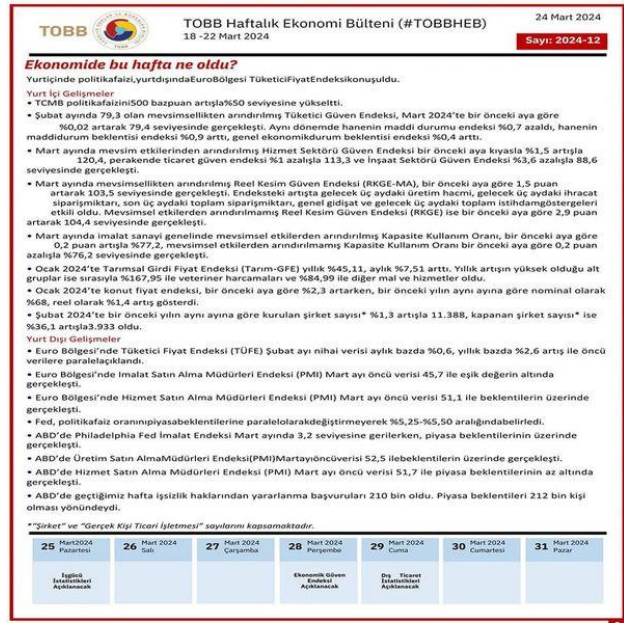 TOBB
TOBB Haftalık Ekonomi Bülteni (#TOBBHEB)
18 -22 Mart 2024
24 Mart 2024
Sayı: 2024-12
Ekonomide bu hafta ne oldu?
Yurtiçinde politikafaizi,yurtdışındaEuroBölgesi TüketiciFiyatEndeksikonuşuldu.
Yurt İçi Gelişmeler
• TCMB politikafaizini500 bazpuan artışla%50 seviyesine yükseltti.
• Şubat ayında 79,3 olan mevsimsellikten arındırılmış Tüketici Güven Endeksi, Mart 2024'te bir önceki aya göre
%0,02 artarak 79,4 seviyesinde gerçekleşti. Aynı dönemde hanenin maddi durumu endeksi %0,7 azaldı, hanenin
maddidurum beklentisi endeksi %0,9 arttı, genel ekonomikdurum beklentisi endeksi %0,4 arttı.
• Mart ayında mevsim etkilerinden arındırılmış Hizmet Sektörü Güven Endeksi bir önceki aya kıyasla %1,5 artışla
120,4, perakende ticaret güven endeksi %1 azalışla 113,3 ve İnşaat Sektörü Güven Endeksi %3,6 azalışla 88,6
seviyesinde gerçekleşti.
• Mart ayında mevsimsellikten arındırılmış Reel Kesim Güven Endeksi (RKGE-MA), bir önceki aya göre 1,5 puan
artarak 103,5 seviyesinde gerçekleşti. Endeksteki artışta gelecek üç aydaki üretim hacmi, gelecek üç aydaki ihracat
siparişmiktarı, son üç aydaki toplam siparişmiktarı, genel gidişat ve gelecek üç aydaki toplam istihdamgöstergeleri
etkili oldu. Mevsimsel etkilerden arındırılmamış Reel Kesim Güven Endeksi (RKGE) ise bir önceki aya göre 2,9 puan
artarak 104,4 seviyesinde gerçekleşti.
• Mart ayında imalat sanayi genelinde mevsimsel etkilerden arındırılmış Kapasite Kullanım Oranı, bir önceki aya göre
0,2 puan artışla %77,2, mevsimsel etkilerden arındırılmamış Kapasite Kullanım Oranı bir önceki aya göre 0,2 puan
azalışla %76,2 seviyesinde gerçekleşti.
• Ocak 2024'te Tarımsal Girdi Fiyat Endeksi (Tarım-GFE) yıllık %45,11, aylık %7,51 arttı. Yıllık artışın yüksek olduğu alt
gruplar ise sırasıyla %167,95 ile veteriner harcamaları ve %84,99 ile diğer mal ve hizmetler oldu.
• Ocak 2024'te konut fiyat endeksi, bir önceki aya göre %2,3 artarken, bir önceki yılın aynı ayına göre nominal olarak
%68, reel olarak %1,4 artış gösterdi.
• Şubat 2024'te bir önceki yılın aynı ayına göre kurulan şirket sayısı* %1,3 artışla 11.388, kapanan şirket sayısı* ise
%36,1 artışla3.933 oldu.
Yurt Dışı Gelişmeler
• Euro Bölgesi'nde Tüketici Fiyat Endeksi (TÜFE) Şubat ayı nihai verisi aylık bazda %0,6, yıllık bazda %2,6 artış ile öncü
verilere paralelaçıklandı.
• Euro Bölgesi'nde Imalat Satın Alma Müdürleri Endeksi (PMI) Mart ayı öncü verisi 45,7 ile eşik değerin altında
gerçekleşti.
• Euro Bölgesi'nde Hizmet Satın Alma Müdürleri Endeksi (PMI) Mart ayı öncü verisi 51,1 ile beklentilerin üzerinde
gerçekleşti.
• Fed, politikafaiz oranınıpiyasabeklentilerine paralelolarakdeğiştirmeyerek %5,25-%5,50 aralığındabelirledi.
• ABD'de Philadelphia Fed İmalat Endeksi Mart ayında 3,2 seviyesine gerilerken, piyasa beklentilerinin üzerinde
gerçekleşti.
• ABD'de Üretim Satın AlmaMüdürleri Endeksi(PMI)Martayıöncüverisi 52,5 ilebeklentilerin üzerinde gerçekleşti.
• ABD'de Hizmet Satın Alma Müdürleri Endeksi (PMI) Mart ayı öncü verisi 51,7 ile piyasa beklentilerinin az altında
gerçekleşti.
• ABD'de geçtiğimiz hafta işsizlik haklarından yararlanma başvuruları 210 bin oldu. Piyasa beklentileri 212 bin kişi
olması yönündeydi.
*"Şirket" ve "Gerçek Kişi Ticari İşletmesi" sayılarını kapsamaktadır.
25 Mart2024 Pazartesi
26 Mart 2024 Salı
27 Mart 2024 Çarşamba
28 Mart 2024 Perşembe
29 Mart2024 Cuma
30 Mart 2024 Cumartesi
31 Mart 2024 Pazar
İşgücü İstatistikleri Açıklanacak
Ekonomik Güven Endeksi Açıklanacak
Dış Ticaret İstatistikleri Açıklanacak